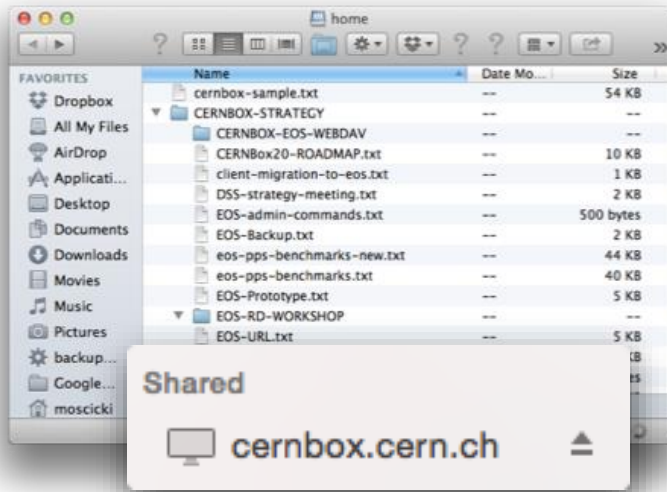 home
? ? ?
FAVORITES
Dropbox
All My Files
AirDrop
Applicati...
Desktop
Documents
Downloads
Movies
Music
Pictures
backup...
Google...
moscicki
Name Date Mo... Size
cernbox-sample.txt -- 54 KB
CERNBOX-STRATEGY -- --
CERNBOX-EOS-WEBDAV -- --
CERNBox20-ROADMAP.txt -- 10 KB
client-migration-to-eos.txt -- 1 KB
DSS-strategy-meeting.txt -- 2 KB
EOS-admin-commands.txt -- 500 bytes
EOS-Backup.txt -- 2 KB
eos-pps-benchmarks-new.txt -- 44 KB
eos-pps-benchmarks.txt -- 40 KB
EOS-Prototype.txt -- 5 KB
EOS-RD-WORKSHOP -- --
EOS-URL.txt -- 5 KB
Shared
cernbox.cern.ch